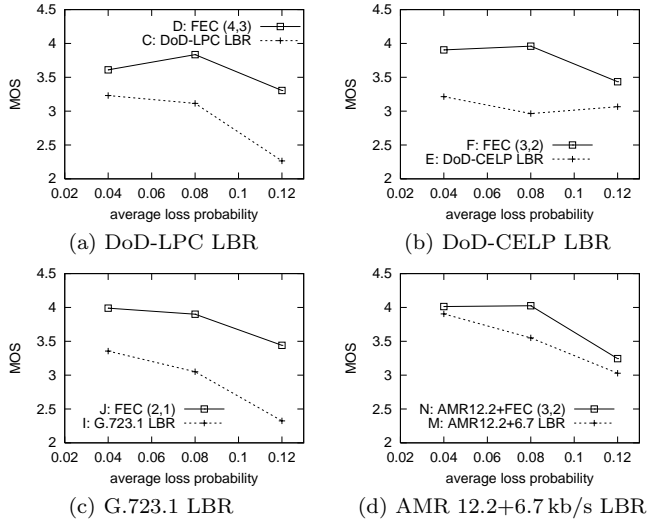 4.5
4
3.5
3
2.5
2
MOS
D: FEC (4,3)
C: DoD-LPC LBR
0.02 0.04 0.06 0.08 0.10 0.12
average loss probability
(a) DoD-LPC LBR
4.5
4
3.5
3
2.5
2
MOS
F: FEC (3,2)
E: DoD-CELP LBR
0.02 0.04 0.06 0.08 0.10 0.12
average loss probability
(b) DoD-CELP LBR
4.5
4
3.5
3
2.5
2
MOS
J: FEC (2,1)
I: G.723.1 LBR
0.02 0.04 0.06 0.08 0.10 0.12
average loss probability
(c) G.723.1 LBR
4.5
4
3.5
3
2.5
2
MOS
N: AMR12.2+FEC (3,2)
M: AMR12.2+6.7 LBR
0.02 0.04 0.06 0.08 0.10 0.12
average loss probability
(d) AMR 12.2+6.7 kb/s LBR